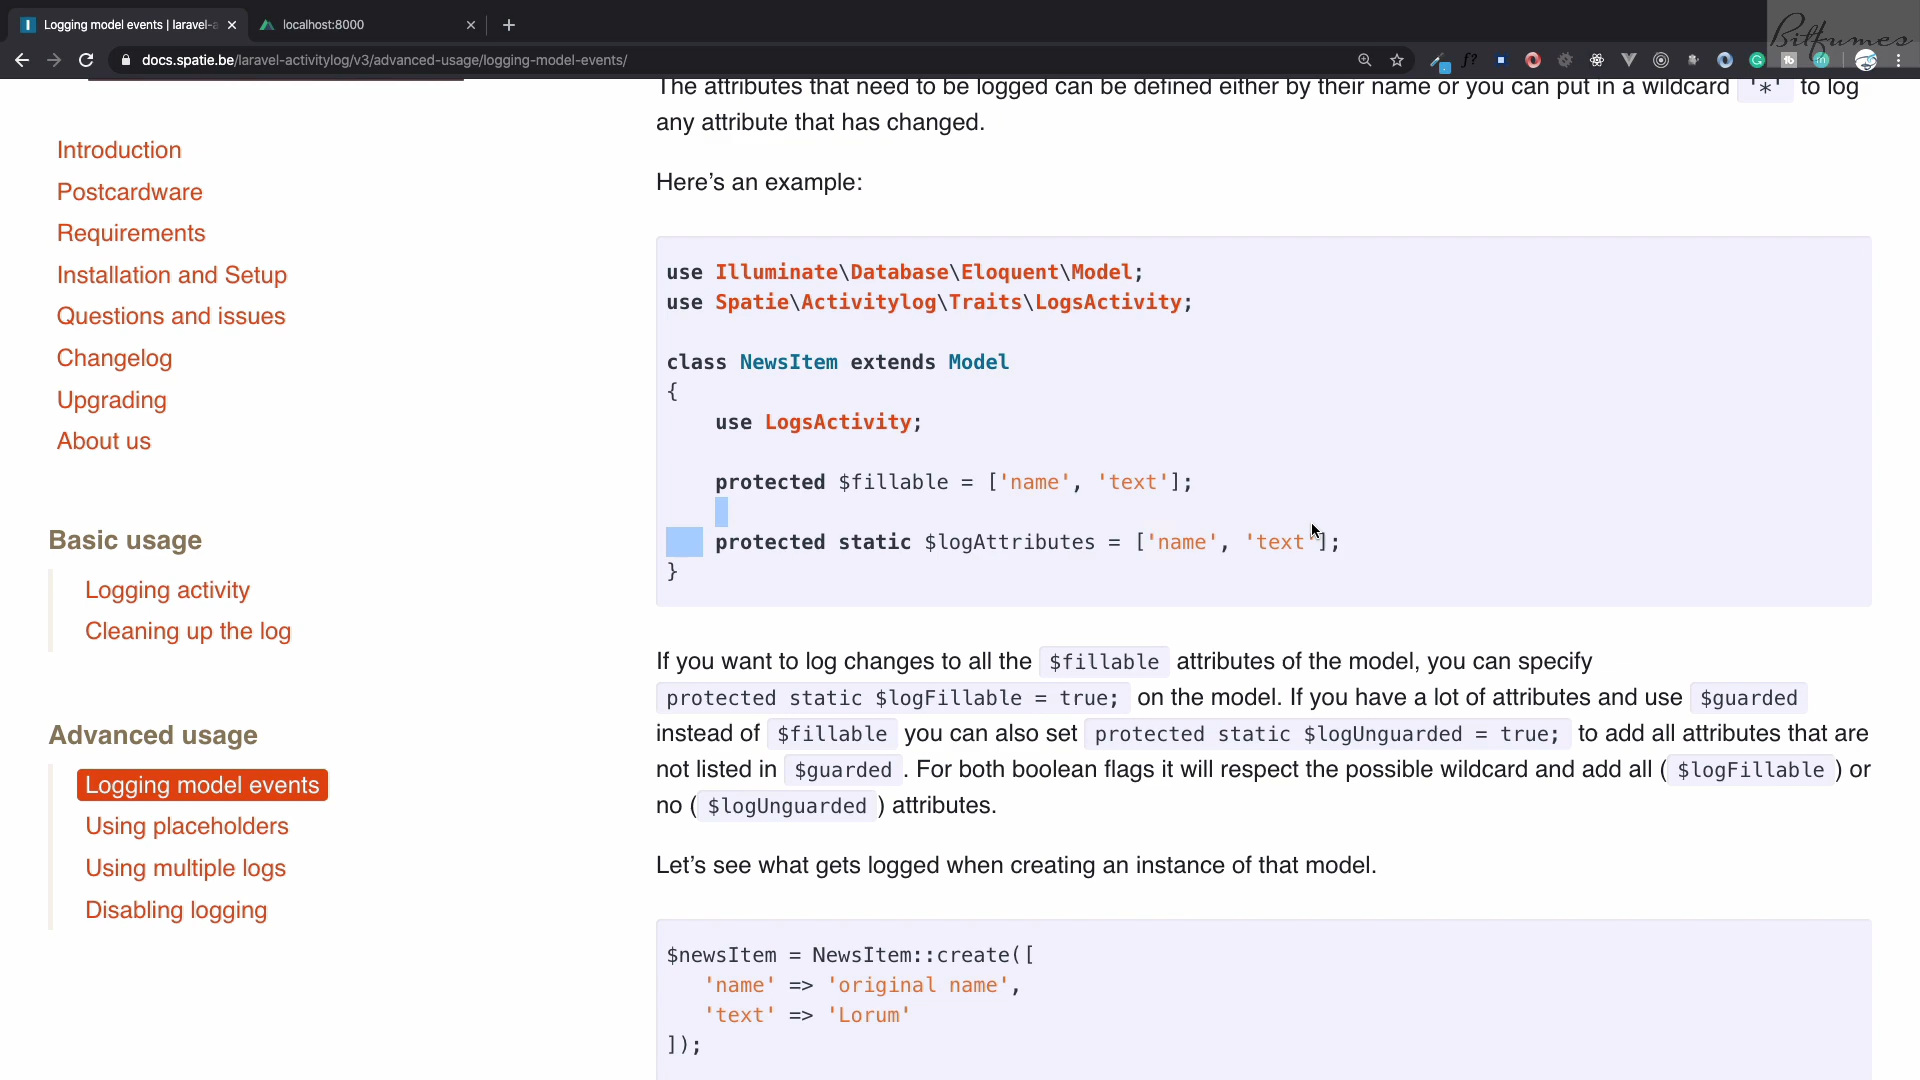 Logging model events | laravel-a
localhost:8000
Bitfumes
docs.spatie.be/laravel-activitylog/v3/advanced-usage/logging-model-events/
The attributes that need to be logged can be defined either by their name or you can put in a wildcard '*' to log
any attribute that has changed.
Here’s an example:
use Illuminate\Database\Eloquent\Model;
use Spatie\Activitylog\Traits\LogsActivity;
class NewsItem extends Model
{
use LogsActivity;
protected $fillable = ['name', 'text'];
protected static $logAttributes = ['name', 'text'];
}
If you want to log changes to all the $fillable attributes of the model, you can specify
protected static $logFillable = true; on the model. If you have a lot of attributes and use $guarded
instead of $fillable you can also set protected static $logUnguarded = true; to add all attributes that are
not listed in $guarded . For both boolean flags it will respect the possible wildcard and add all ( $logFillable ) or
no ( $logUnguarded ) attributes.
Let’s see what gets logged when creating an instance of that model.
$newsItem = NewsItem::create([
'name' => 'original name',
'text' => 'Lorum'
]);
Introduction
Postcardware
Requirements
Installation and Setup
Questions and issues
Changelog
Upgrading
About us
Basic usage
Logging activity
Cleaning up the log
Advanced usage
Logging model events
Using placeholders
Using multiple logs
Disabling logging